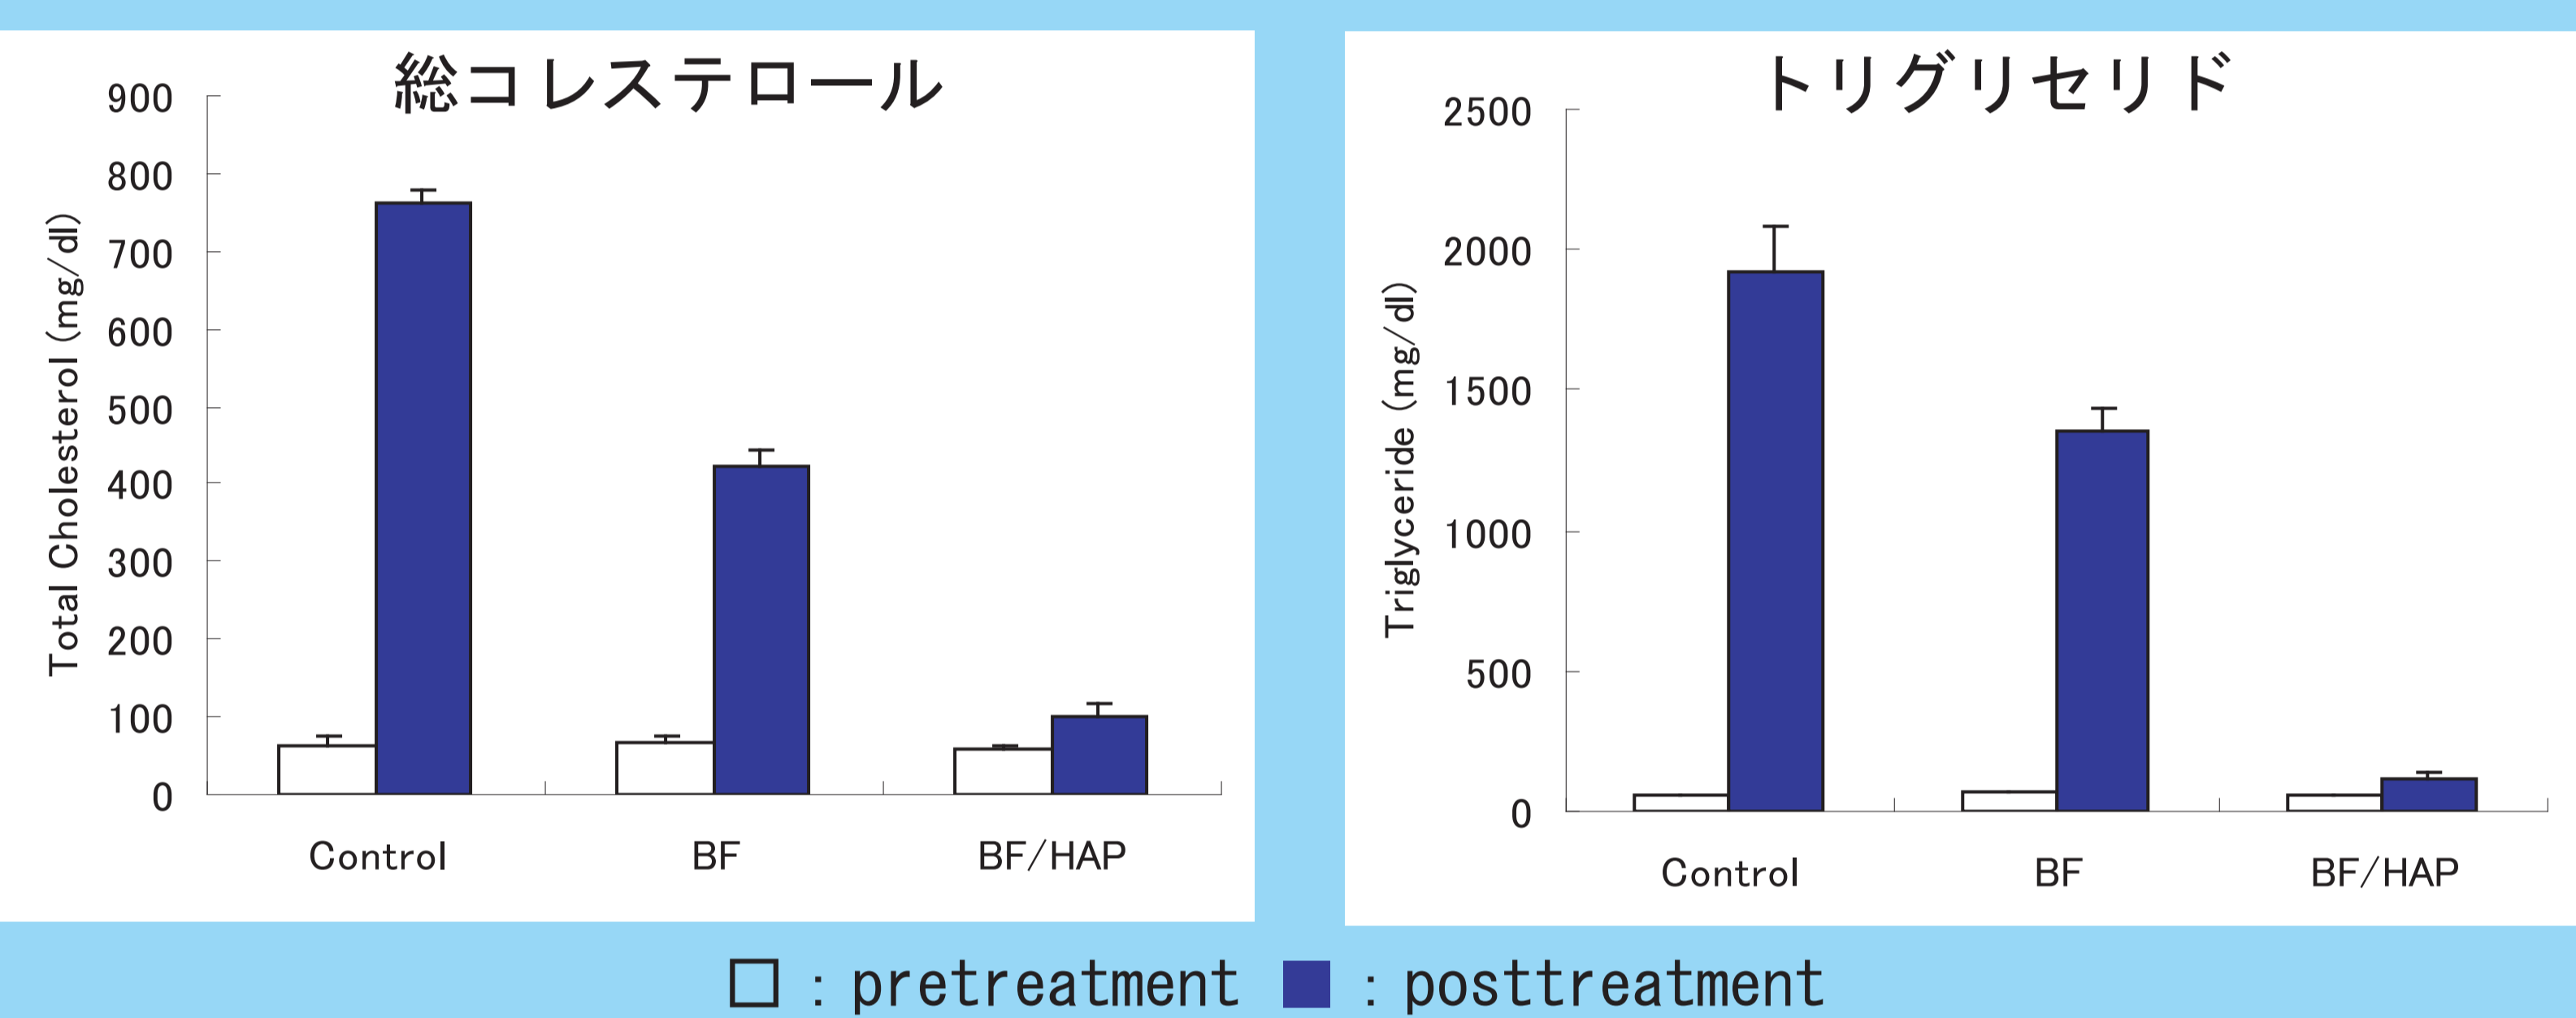 総コレステロール
900
800
700
600
500
400
300
200
100
0
Total Cholesterol (mg/dl)
Control BF BF/HAP
トリグリセリド
2500
2000
1500
1000
500
0
Triglyceride (mg/dl)
Control BF BF/HAP
: pretreatment : posttreatment